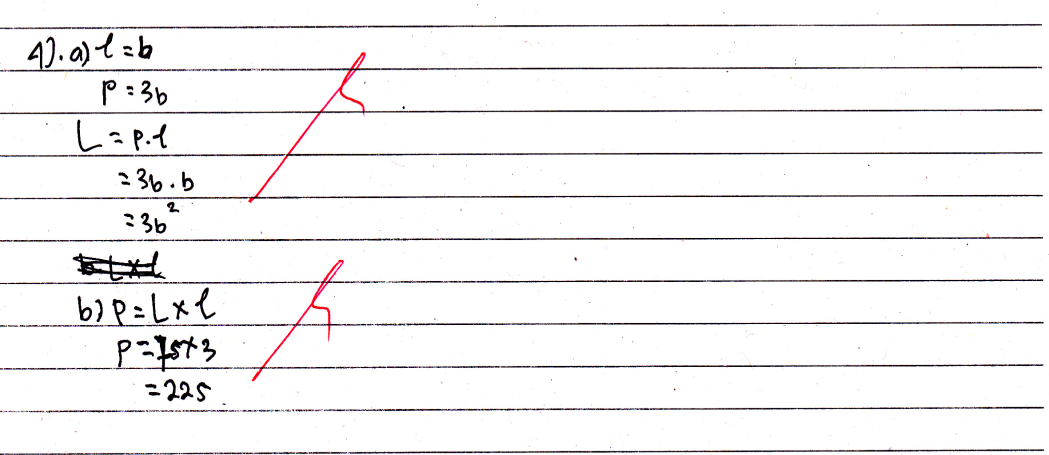 4). a) l = b
P = 3b
L = P.l
= 3b . b
= 3b²
b) P = L x l
P = 75 x 3
= 225